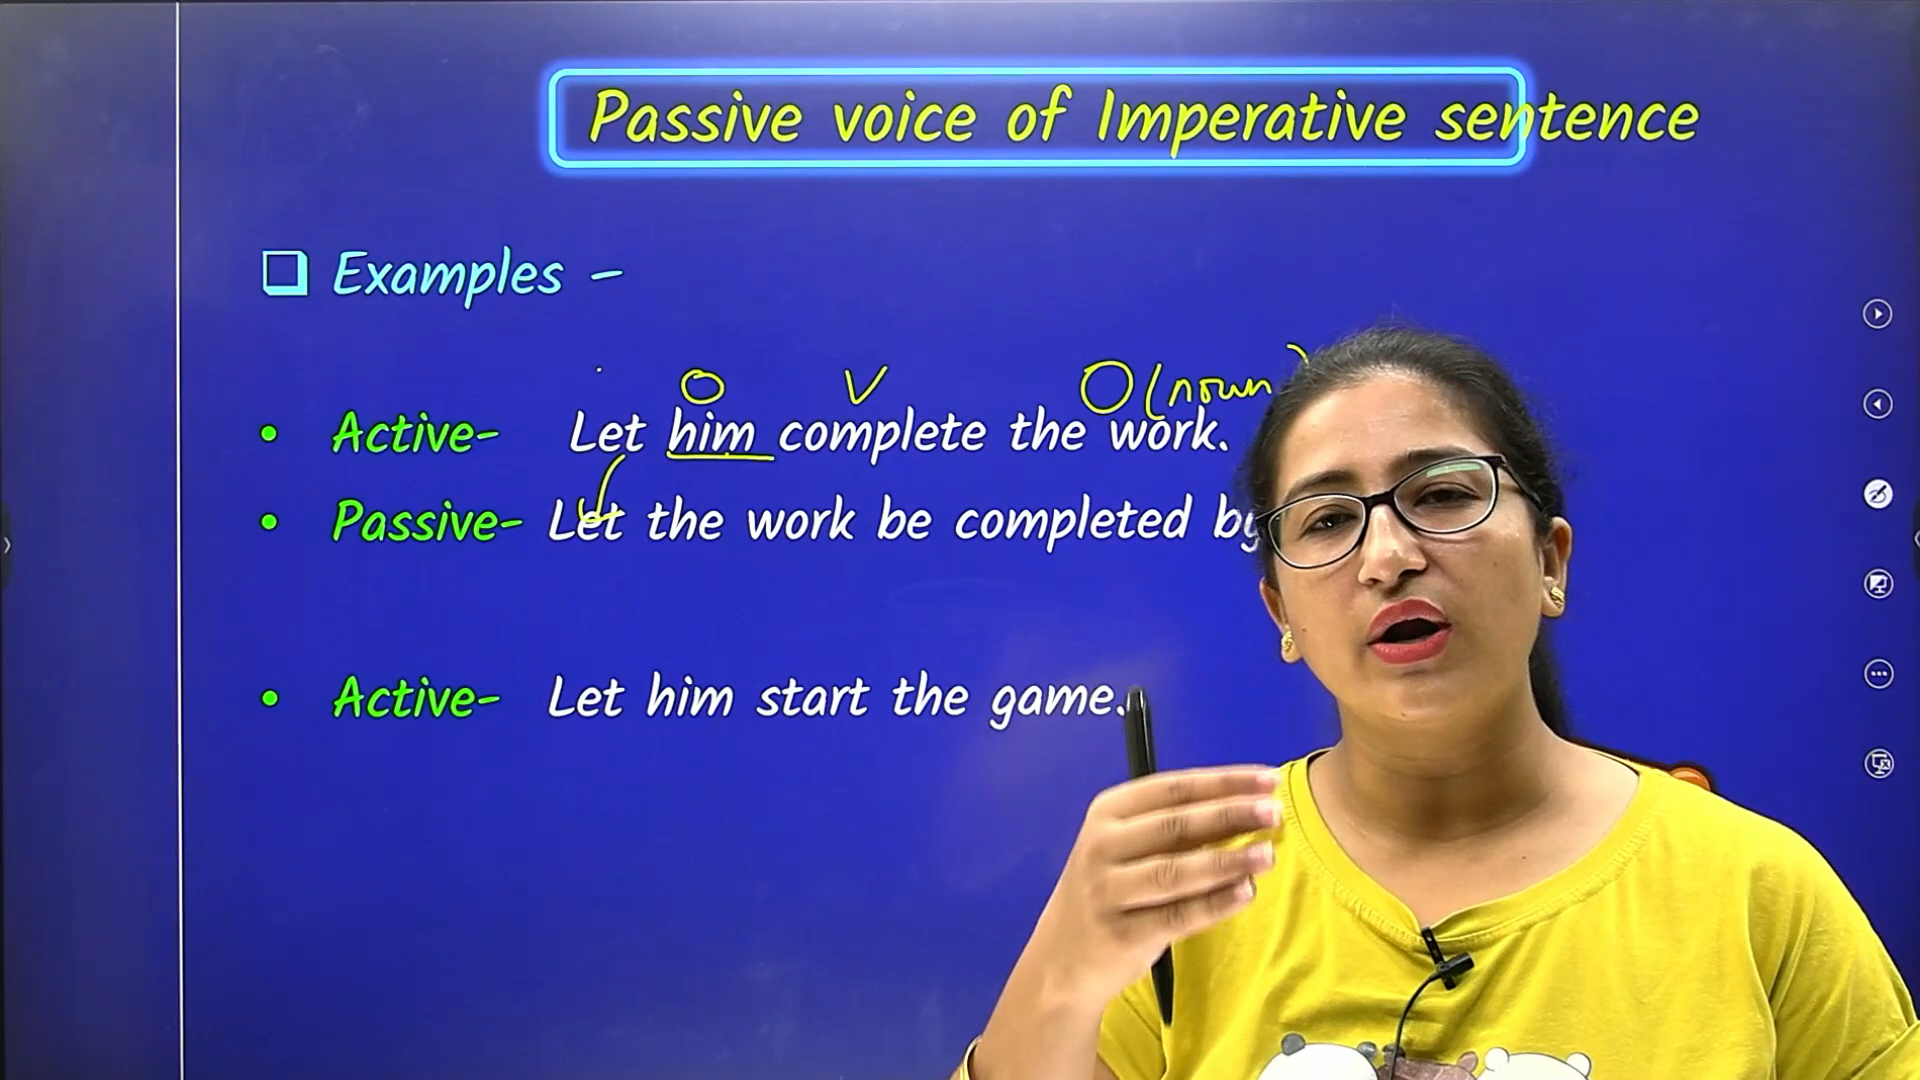 Passive voice of Imperative sentence
❑ Examples –
O V O (noun)
• Active- Let him complete the work.
• Passive- Let the work be completed by
• Active- Let him start the game.